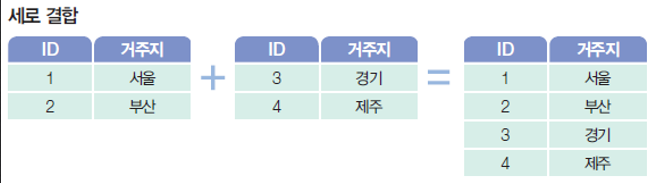 세로 결합
ID 거주지
1 서울
2 부산
+
ID 거주지
3 경기
4 제주
=
ID 거주지
1 서울
2 부산
3 경기
4 제주